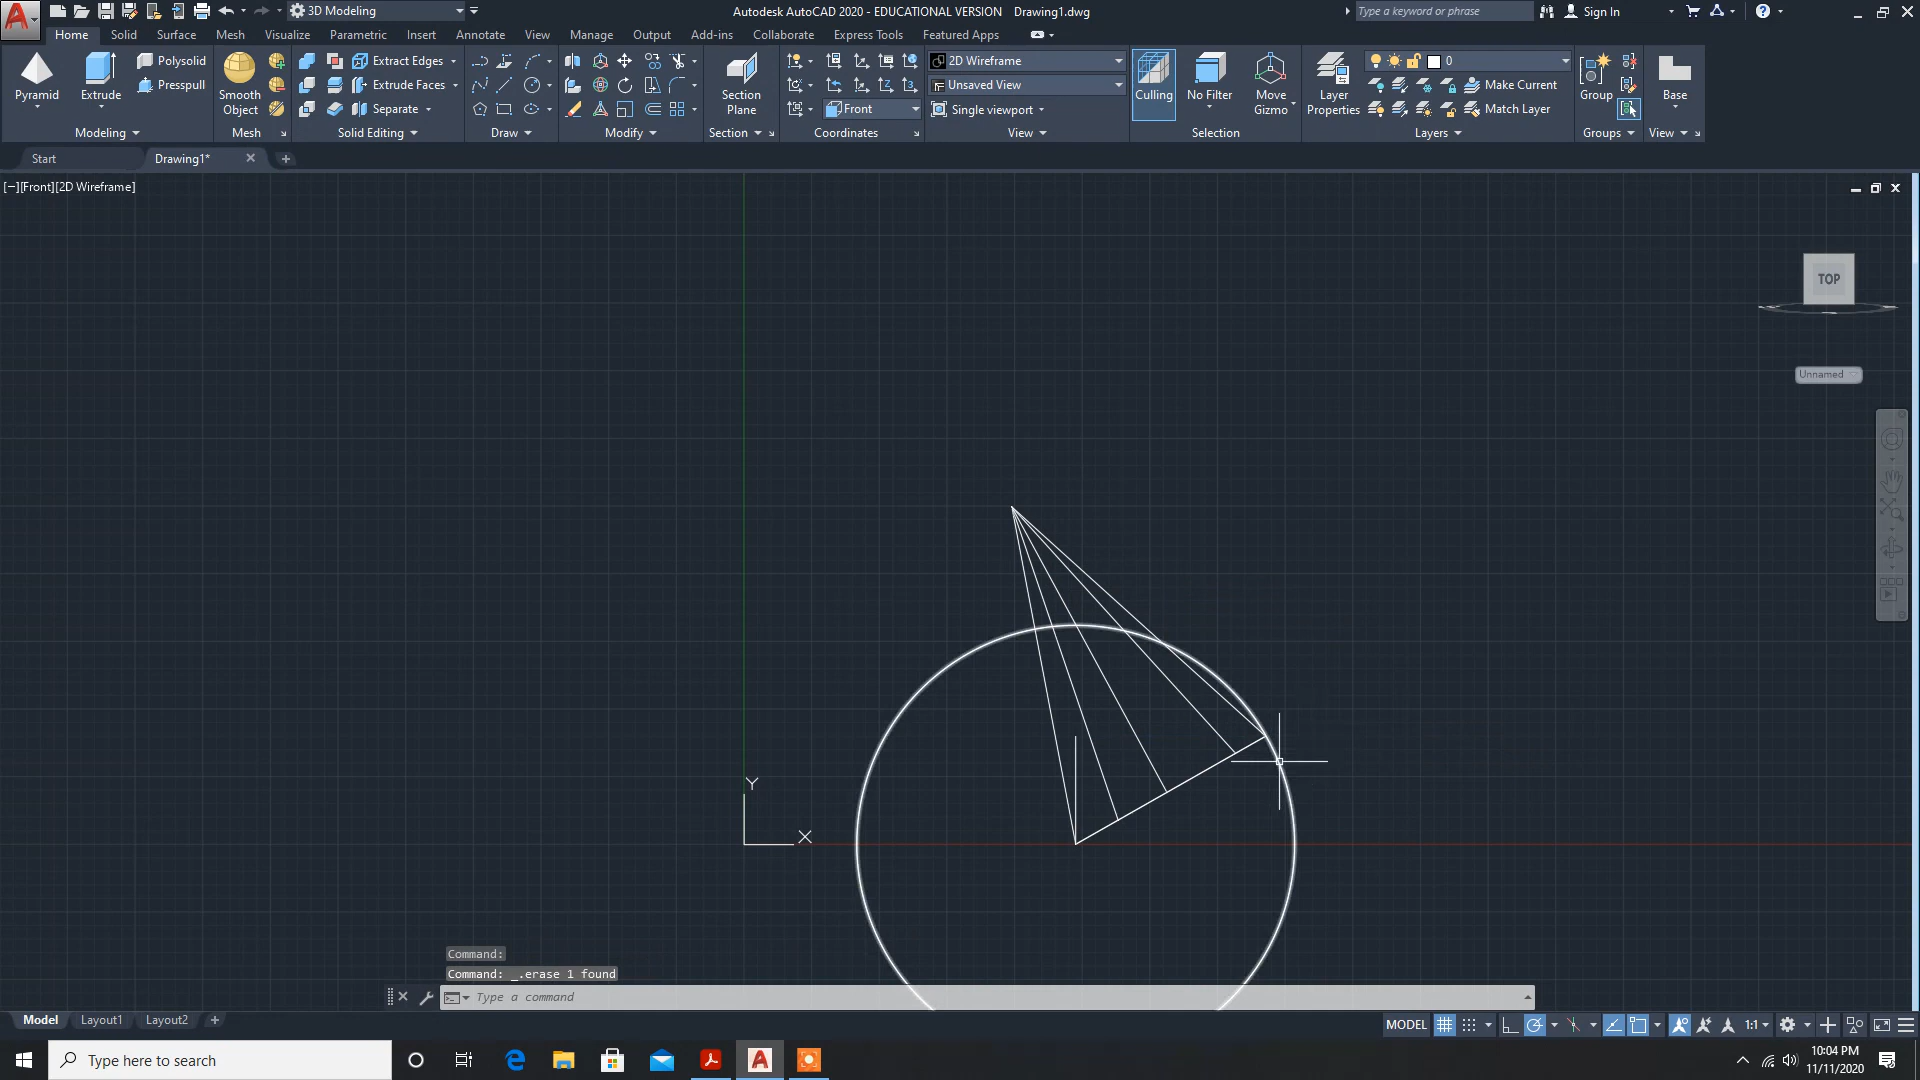 3D Modeling
Autodesk AutoCAD 2020 - EDUCATIONAL VERSION Drawing1.dwg
Type a keyword or phrase
Sign In
Home Solid Surface Mesh Visualize Parametric Insert Annotate View Manage Output Add-ins Collaborate Express Tools Featured Apps
Pyramid
Extrude
Polysolid
Presspull
Modeling
Smooth Object
Mesh
Extract Edges
Extrude Faces
Separate
Solid Editing
Draw
Modify
Section Plane
Section
Front
Coordinates
2D Wireframe
Unsaved View
Single viewport
View
Culling
No Filter
Move Gizmo
Selection
Layer Properties
0
Make Current
Match Layer
Layers
Group
Groups
Base
View
Start
Drawing1*
[−][Front][2D Wireframe]
TOP
Unnamed
Y
X
Command:
Command: _.erase 1 found
Type a command
Model Layout1 Layout2
MODEL
1:1
Type here to search
10:04 PM
11/11/2020